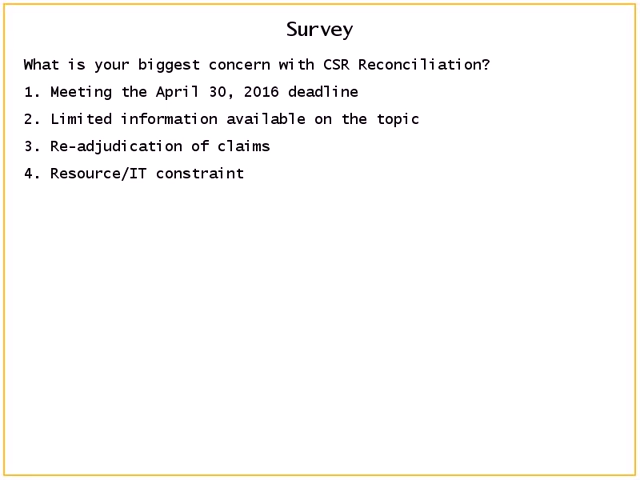 Survey
What is your biggest concern with CSR Reconciliation?
1. Meeting the April 30, 2016 deadline
2. Limited information available on the topic
3. Re-adjudication of claims
4. Resource/IT constraint